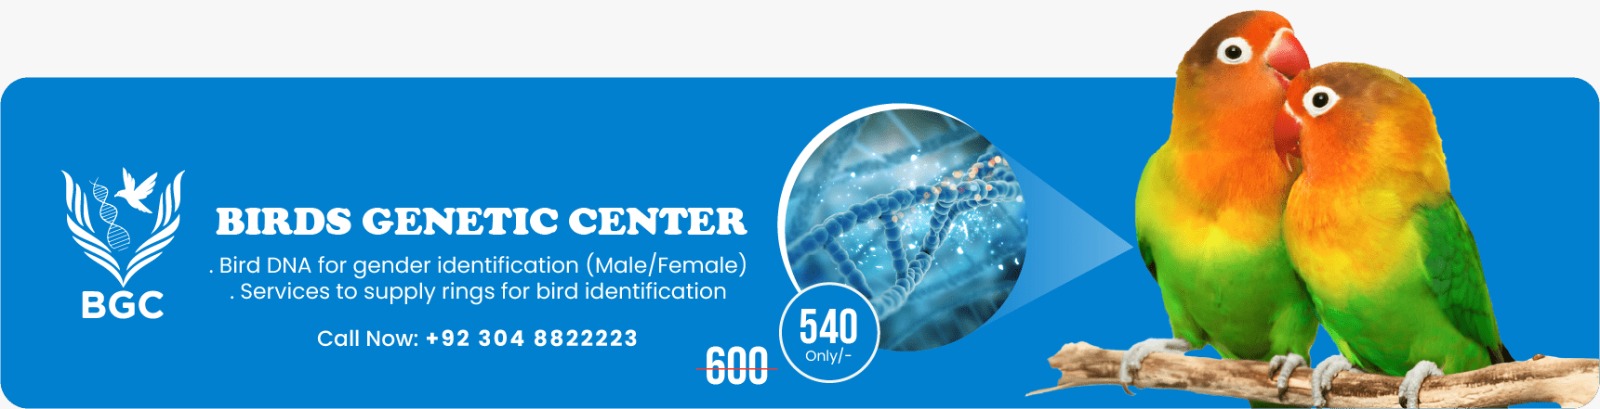 BGC
BIRDS GENETIC CENTER
. Bird DNA for gender identification (Male/Female)
. Services to supply rings for bird identification
Call Now: +92 304 8822223
600
540
Only/-